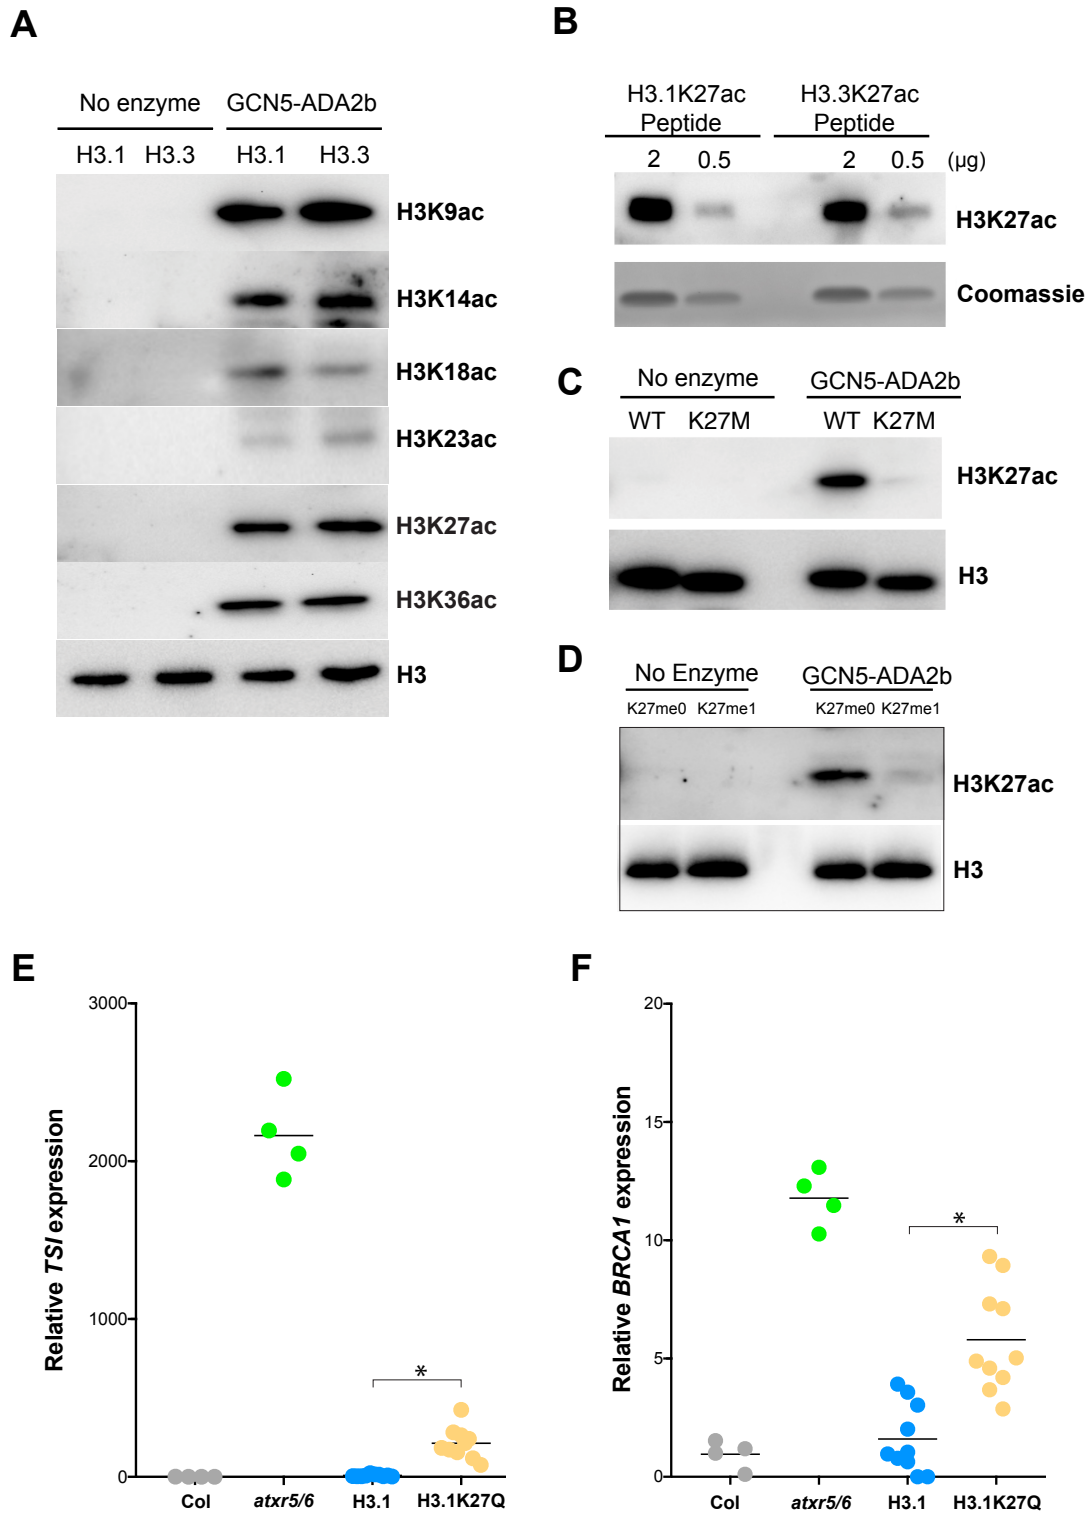 A
No enzyme GCN5-ADA2b
H3.1 H3.3 H3.1 H3.3
H3K9ac
H3K14ac
H3K18ac
H3K23ac
H3K27ac
H3K36ac
H3
B
H3.1K27ac H3.3K27ac
Peptide Peptide
2 0.5 2 0.5 (µg)
H3K27ac
Coomassie
C
No enzyme GCN5-ADA2b
WT K27M WT K27M
H3K27ac
H3
D
No Enzyme GCN5-ADA2b
K27me0 K27me1 K27me0 K27me1
H3K27ac
H3
E
Relative TSI expression
3000
2000
1000
0
*
Col atxr5/6 H3.1 H3.1K27Q
F
Relative BRCA1 expression
20
15
10
5
0
*
Col atxr5/6 H3.1 H3.1K27Q